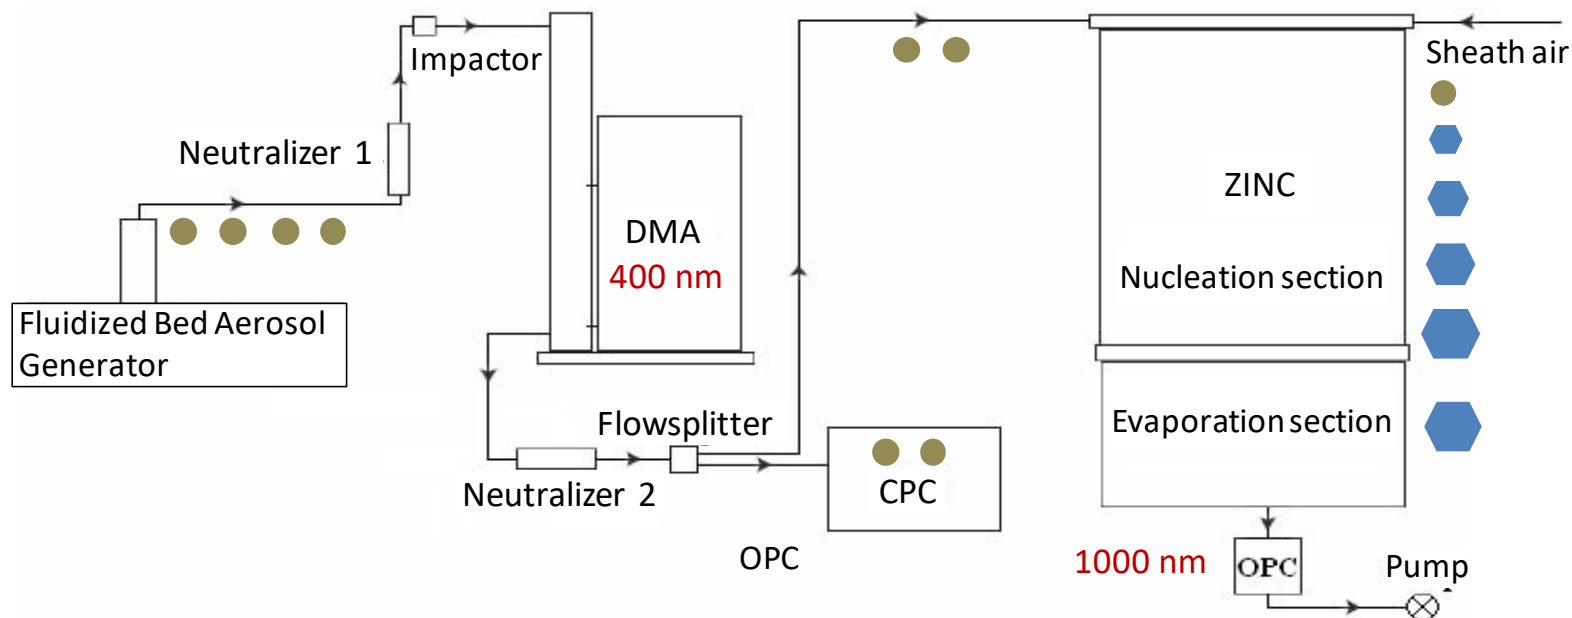 Impactor
Sheath air
Neutralizer 1
ZINC
DMA
400 nm
Nucleation section
Fluidized Bed Aerosol
Generator
Flowsplitter
Evaporation section
Neutralizer 2
CPC
OPC
1000 nm
OPC
Pump